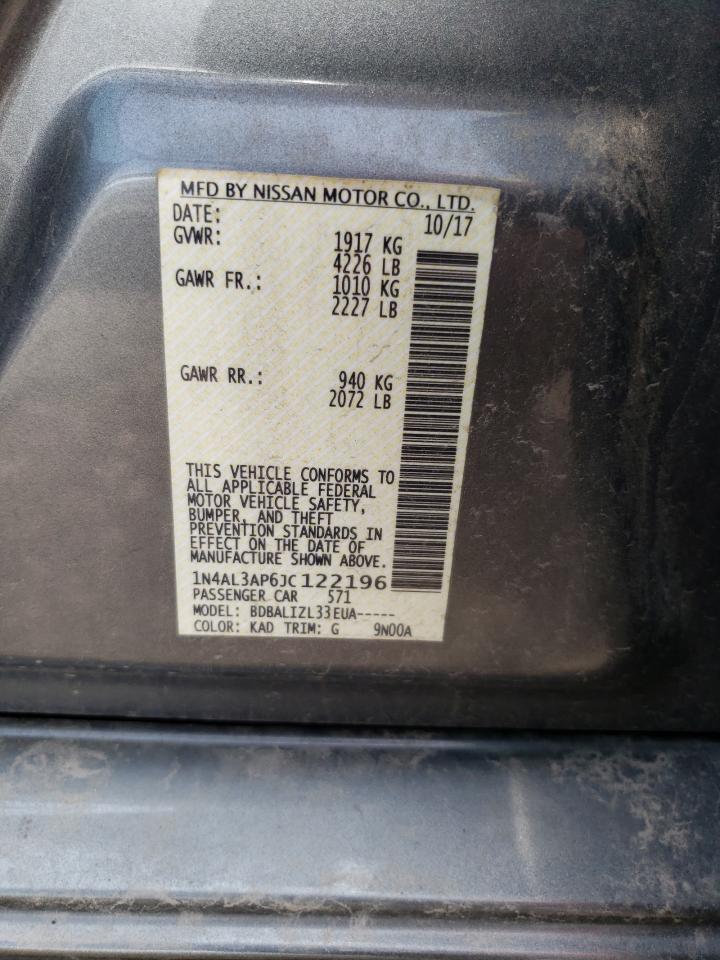 MFD BY NISSAN MOTOR CO., LTD.
DATE: 10/17
GVWR: 1917 KG
4226 LB
GAWR FR.: 1010 KG
2227 LB
GAWR RR.: 940 KG
2072 LB
THIS VEHICLE CONFORMS TO
ALL APPLICABLE FEDERAL
MOTOR VEHICLE SAFETY,
BUMPER, AND THEFT
PREVENTION STANDARDS IN
EFFECT ON THE DATE OF
MANUFACTURE SHOWN ABOVE.
1N4AL3AP6JC122196
PASSENGER CAR 571
MODEL: BDBALIZL33EUA-----
COLOR: KAD TRIM: G 9N00A